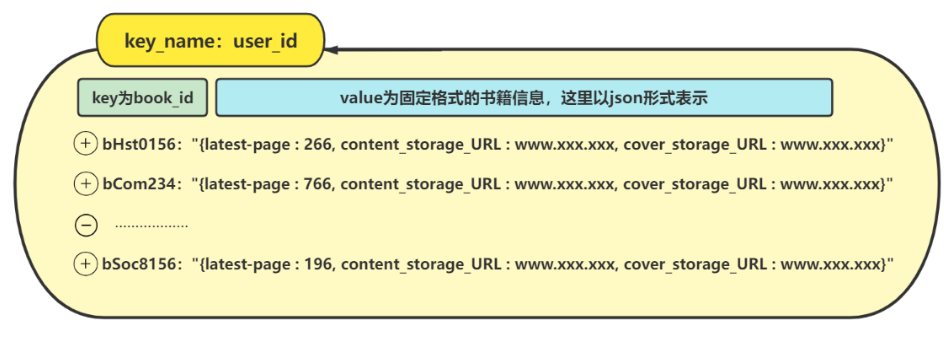 key_name：user_id
key为book_id
value为固定格式的书籍信息，这里以json形式表示
bHst0156："{latest-page : 266, content_storage_URL : www.xxx.xxx, cover_storage_URL : www.xxx.xxx}"
bCom234："{latest-page : 766, content_storage_URL : www.xxx.xxx, cover_storage_URL : www.xxx.xxx}"
..................
bSoc8156："{latest-page : 196, content_storage_URL : www.xxx.xxx, cover_storage_URL : www.xxx.xxx}"